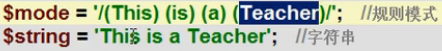 $mode = '/(This) (is) (a) (Teacher)/';  //规则模式
$string = 'This is a Teacher';  //字符串